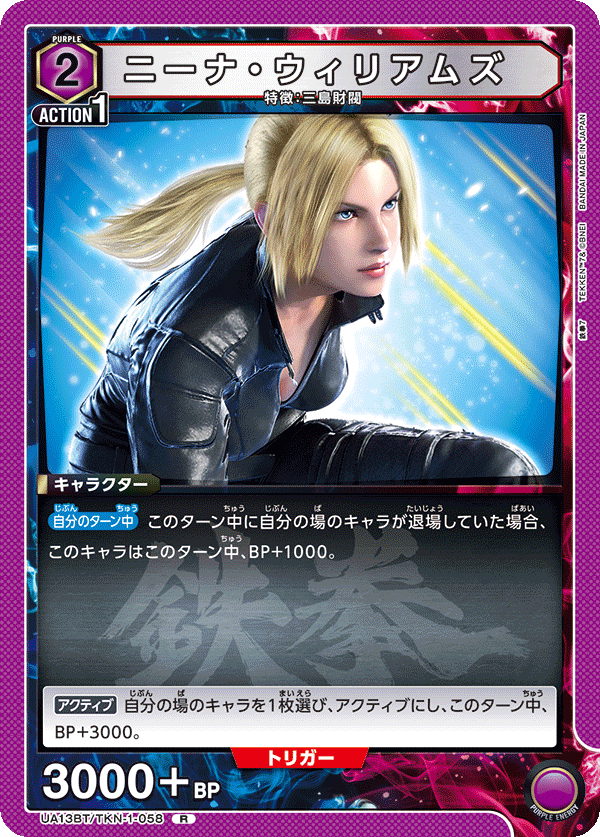 PURPLE
2
ACTION 1
ニーナ・ウィリアムズ
特徴：三島財閥
鉄拳7 TEKKEN™7& ©BNEI BANDAI MADE IN JAPAN
キャラクター
自分のターン中 このターン中に自分の場のキャラが退場していた場合、
このキャラはこのターン中、BP+1000。
鉄拳
アクティブ 自分の場のキャラを1枚選び、アクティブにし、このターン中、
BP+3000。
トリガー
3000+BP
PURPLE ENERGY
UA13BT/TKN-1-058 R